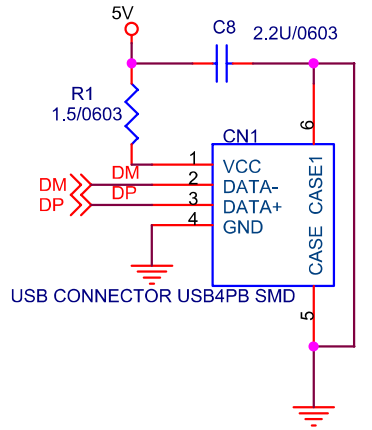 5V
C8
2.2U/0603
R1
1.5/0603
CN1
6
DM
1
VCC
DM
2
DATA-
CASE1
DP
DP
3
DATA+
4
GND
CASE
USB CONNECTOR USB4PB SMD
5